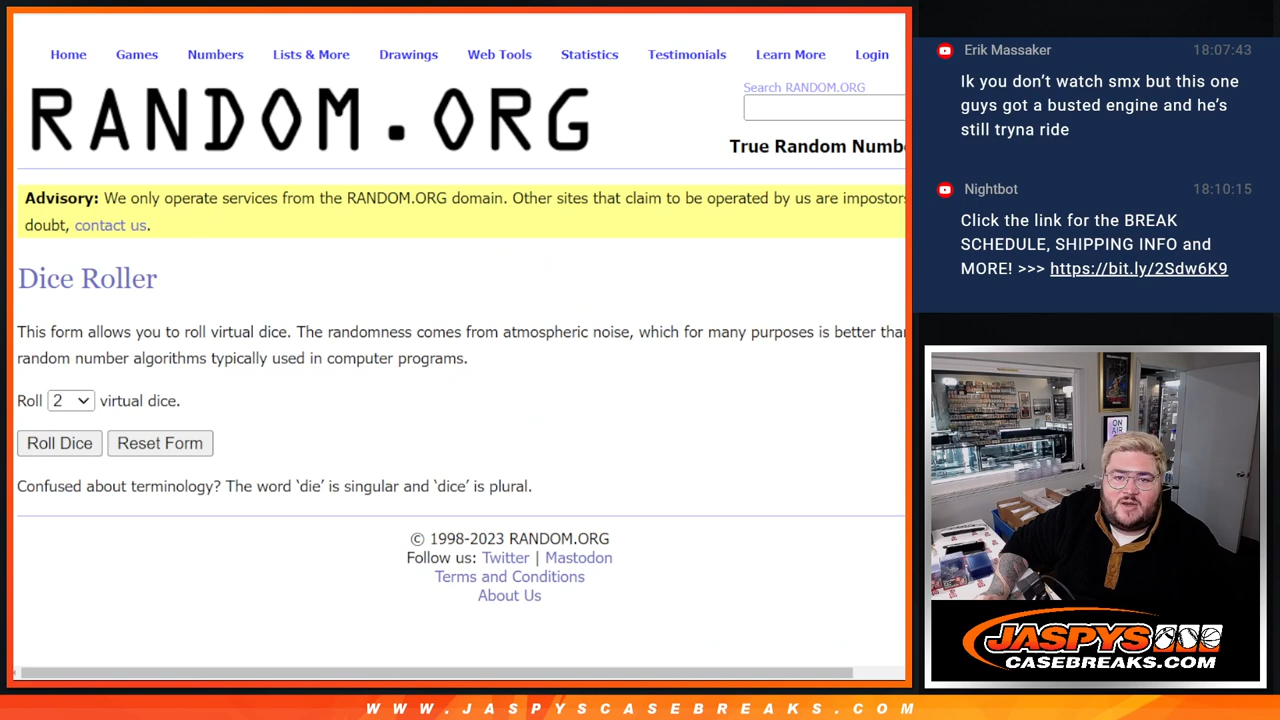 Home Games Numbers Lists & More Drawings Web Tools Statistics Testimonials Learn More Login
RANDOM.ORG
Search RANDOM.ORG
True Random Numb
Advisory: We only operate services from the RANDOM.ORG domain. Other sites that claim to be operated by us are impostors
doubt, contact us.
Dice Roller
This form allows you to roll virtual dice. The randomness comes from atmospheric noise, which for many purposes is better than
random number algorithms typically used in computer programs.
Roll 2 virtual dice.
Roll Dice Reset Form
Confused about terminology? The word ‘die’ is singular and ‘dice’ is plural.
© 1998-2023 RANDOM.ORG
Follow us: Twitter | Mastodon
Terms and Conditions
About Us
Erik Massaker 18:07:43
Ik you don’t watch smx but this one
guys got a busted engine and he’s
still tryna ride
Nightbot 18:10:15
Click the link for the BREAK
SCHEDULE, SHIPPING INFO and
MORE! >>> https://bit.ly/2Sdw6K9
ON
AIR
JASPYS
CASEBREAKS.COM
WWW.JASPYSCASEBREAKS.COM